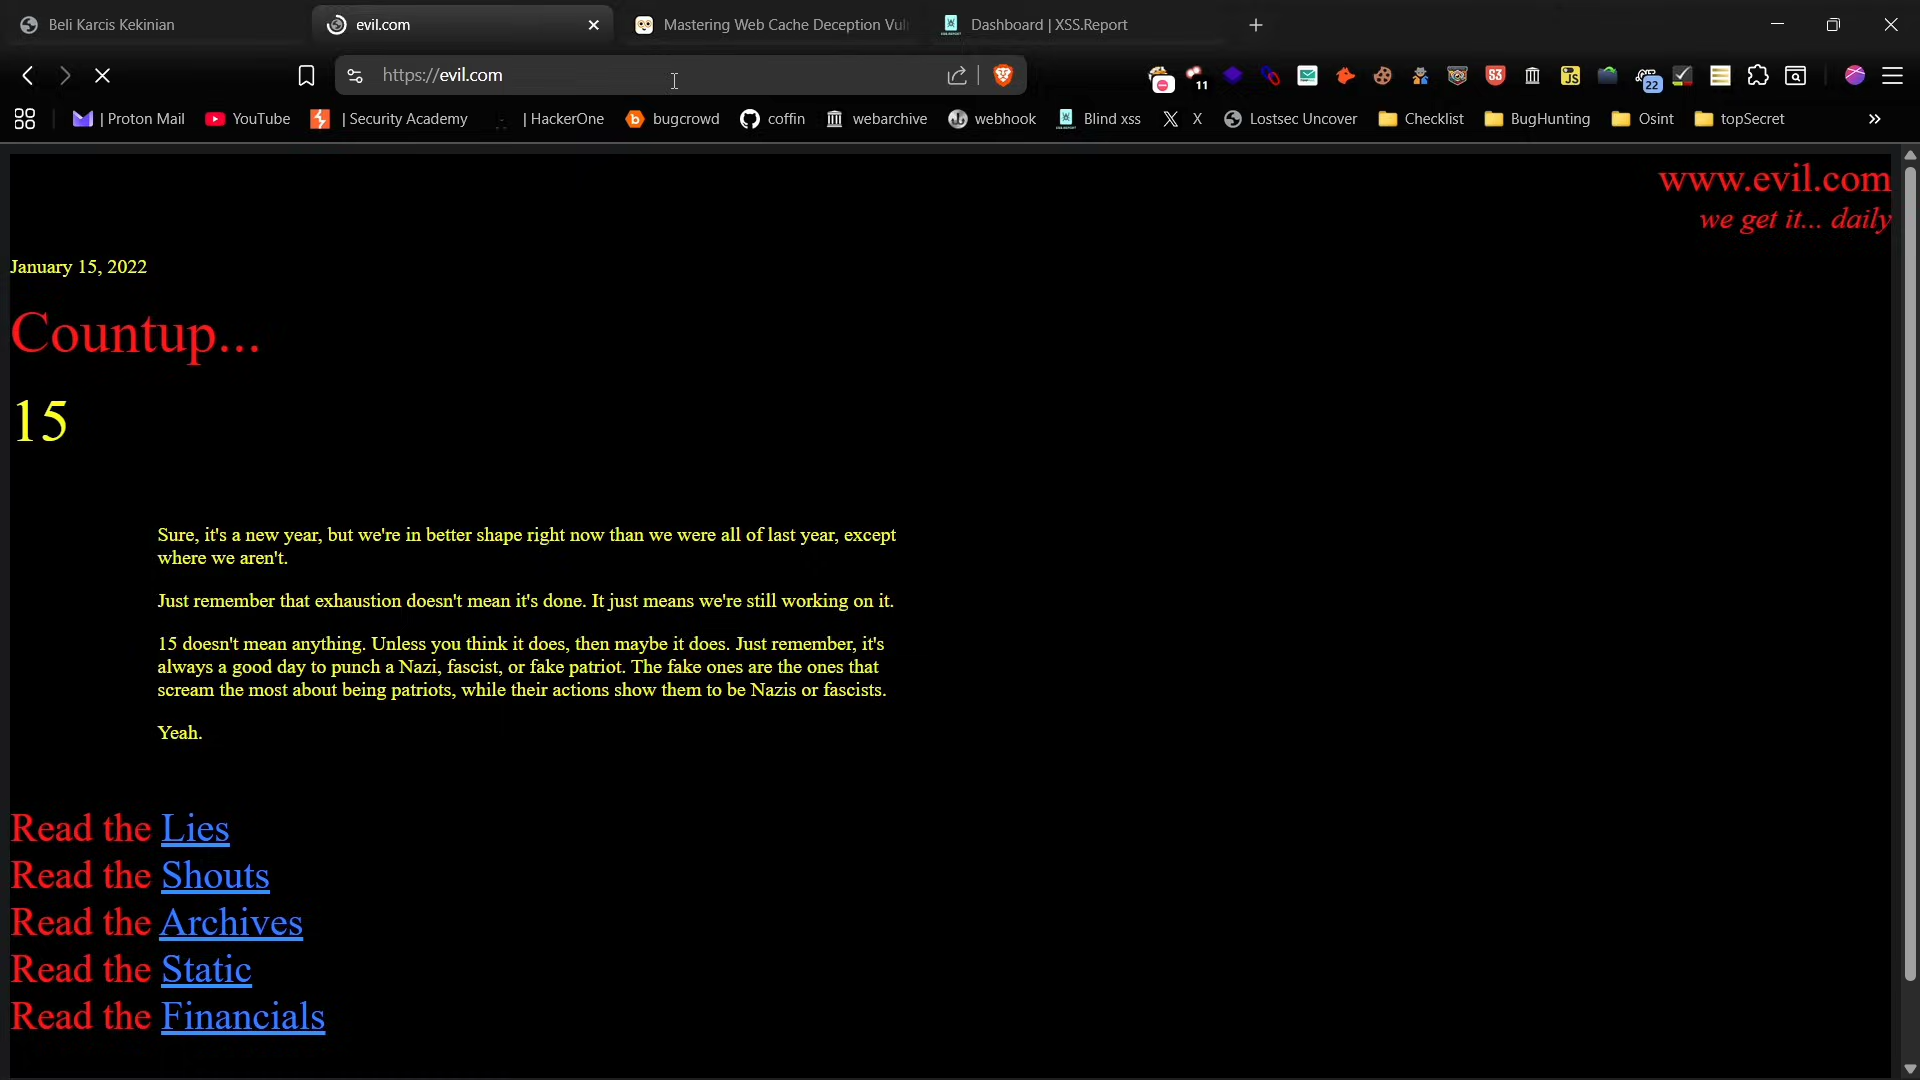 Beli Karcis Kekinian
evil.com
Mastering Web Cache Deception Vul
Dashboard | XSS.Report
https://evil.com
11
S3
JS
22
| Proton Mail
YouTube
| Security Academy
| HackerOne
bugcrowd
coffin
webarchive
webhook
Blind xss
X
Lostsec Uncover
Checklist
BugHunting
Osint
topSecret
www.evil.com
we get it... daily
January 15, 2022
Countup...
15
Sure, it's a new year, but we're in better shape right now than we were all of last year, except
where we aren't.
Just remember that exhaustion doesn't mean it's done. It just means we're still working on it.
15 doesn't mean anything. Unless you think it does, then maybe it does. Just remember, it's
always a good day to punch a Nazi, fascist, or fake patriot. The fake ones are the ones that
scream the most about being patriots, while their actions show them to be Nazis or fascists.
Yeah.
Read the Lies
Read the Shouts
Read the Archives
Read the Static
Read the Financials